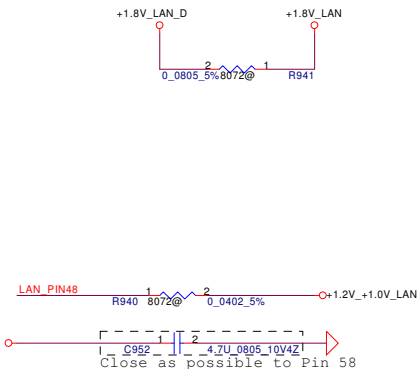 +1.8V_LAN_D +1.8V_LAN
2 1
0_0805_5% 8072@ R941
LAN_PIN48 1 2 +1.2V_+1.0V_LAN
R940 8072@ 0_0402_5%
1 2
C952 4.7U_0805_10V4Z
Close as possible to Pin 58